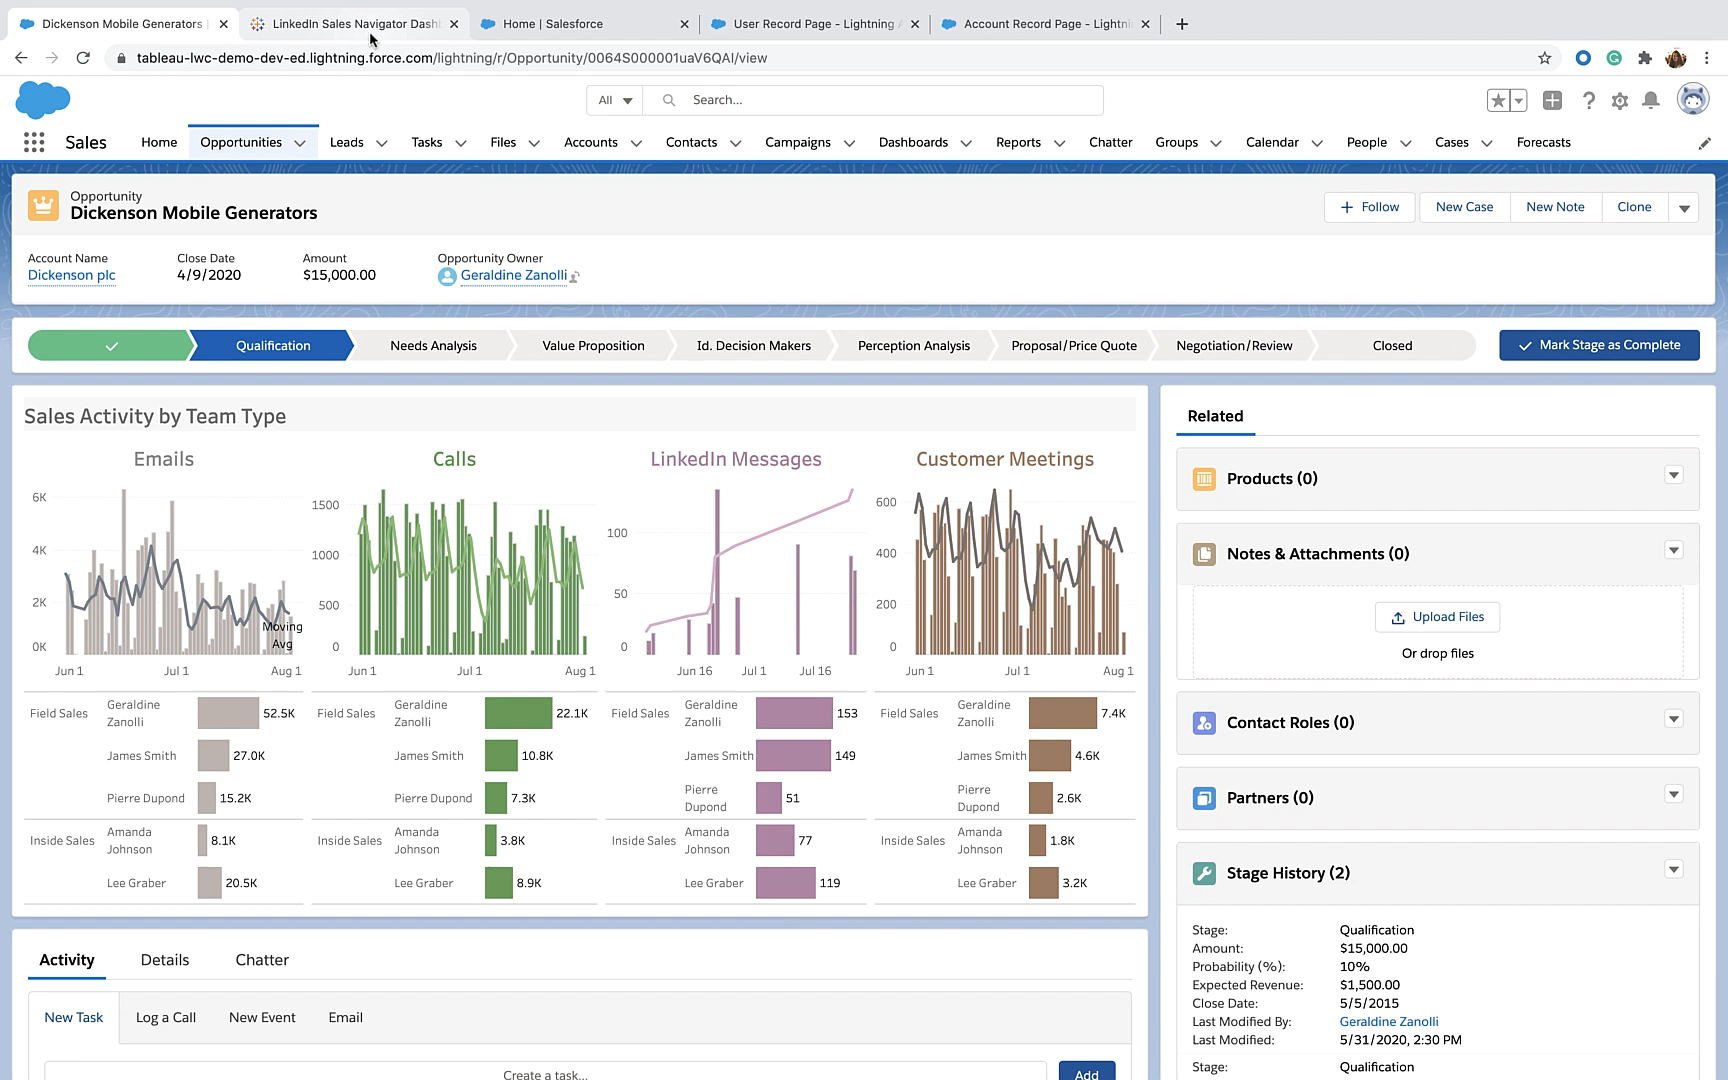 Dickenson Mobile Generators
LinkedIn Sales Navigator Dash
Home | Salesforce
User Record Page - Lightning A
Account Record Page - Lightni
tableau-lwc-demo-dev-ed.lightning.force.com/lightning/r/Opportunity/0064S000001uaV6QAI/view
All
Search...
Sales
Home
Opportunities
Leads
Tasks
Files
Accounts
Contacts
Campaigns
Dashboards
Reports
Chatter
Groups
Calendar
People
Cases
Forecasts
Opportunity
Dickenson Mobile Generators
Follow
New Case
New Note
Clone
Account Name
Dickenson plc
Close Date
4/9/2020
Amount
$15,000.00
Opportunity Owner
Geraldine Zanolli
Qualification
Needs Analysis
Value Proposition
Id. Decision Makers
Perception Analysis
Proposal/Price Quote
Negotiation/Review
Closed
Mark Stage as Complete
Sales Activity by Team Type
Emails
6K
4K
2K
0K
Moving
Avg
Jun 1
Jul 1
Aug 1
Field Sales
Geraldine
Zanolli
52.5K
James Smith
27.0K
Pierre Dupond
15.2K
Inside Sales
Amanda
Johnson
8.1K
Lee Graber
20.5K
Calls
1500
1000
500
0
Jun 1
Jul 1
Aug 1
Field Sales
Geraldine
Zanolli
22.1K
James Smith
10.8K
Pierre Dupond
7.3K
Inside Sales
Amanda
Johnson
3.8K
Lee Graber
8.9K
LinkedIn Messages
100
50
0
Jun 16
Jul 1
Jul 16
Field Sales
Geraldine
Zanolli
153
James Smith
149
Pierre
Dupond
51
Inside Sales
Amanda
Johnson
77
Lee Graber
119
Customer Meetings
600
400
200
0
Jun 1
Jul 1
Aug 1
Field Sales
Geraldine
Zanolli
7.4K
James Smith
4.6K
Pierre
Dupond
2.6K
Inside Sales
Amanda
Johnson
1.8K
Lee Graber
3.2K
Activity
Details
Chatter
New Task
Log a Call
New Event
Email
Create a task...
Add
Related
Products (0)
Notes & Attachments (0)
Upload Files
Or drop files
Contact Roles (0)
Partners (0)
Stage History (2)
Stage: Qualification
Amount: $15,000.00
Probability (%): 10%
Expected Revenue: $1,500.00
Close Date: 5/5/2015
Last Modified By: Geraldine Zanolli
Last Modified: 5/31/2020, 2:30 PM
Stage: Qualification